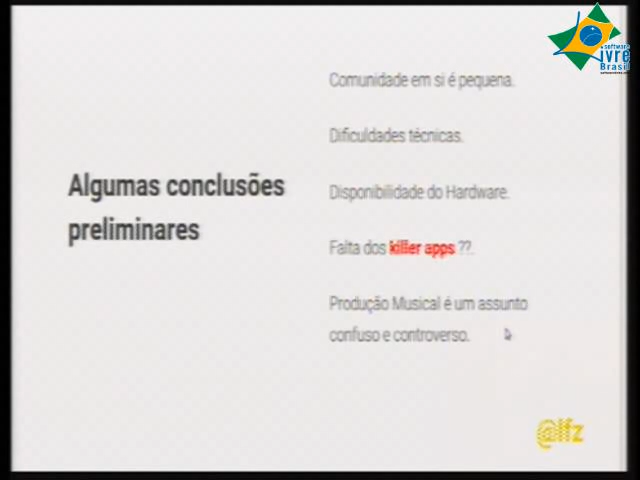 software
ivre
Brasil
Comunidade em si é pequena.
Dificuldades técnicas.
Algumas conclusões
preliminares
Disponibilidade do Hardware.
Falta dos killer apps ??.
Produção Musical é um assunto
confuso e controverso.
@lfz